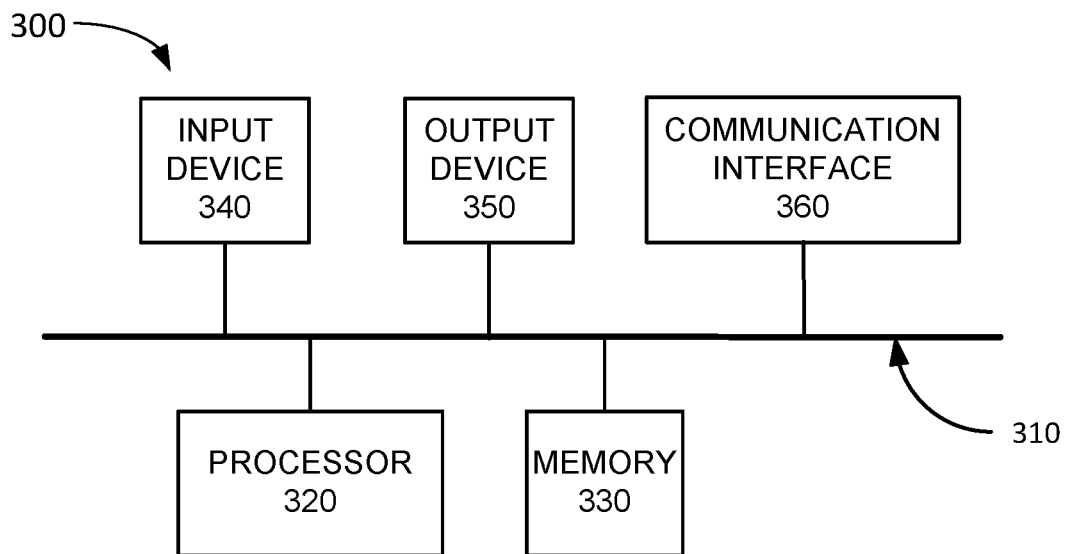 300
INPUT
DEVICE
340
OUTPUT
DEVICE
350
COMMUNICATION
INTERFACE
360
310
PROCESSOR
320
MEMORY
330